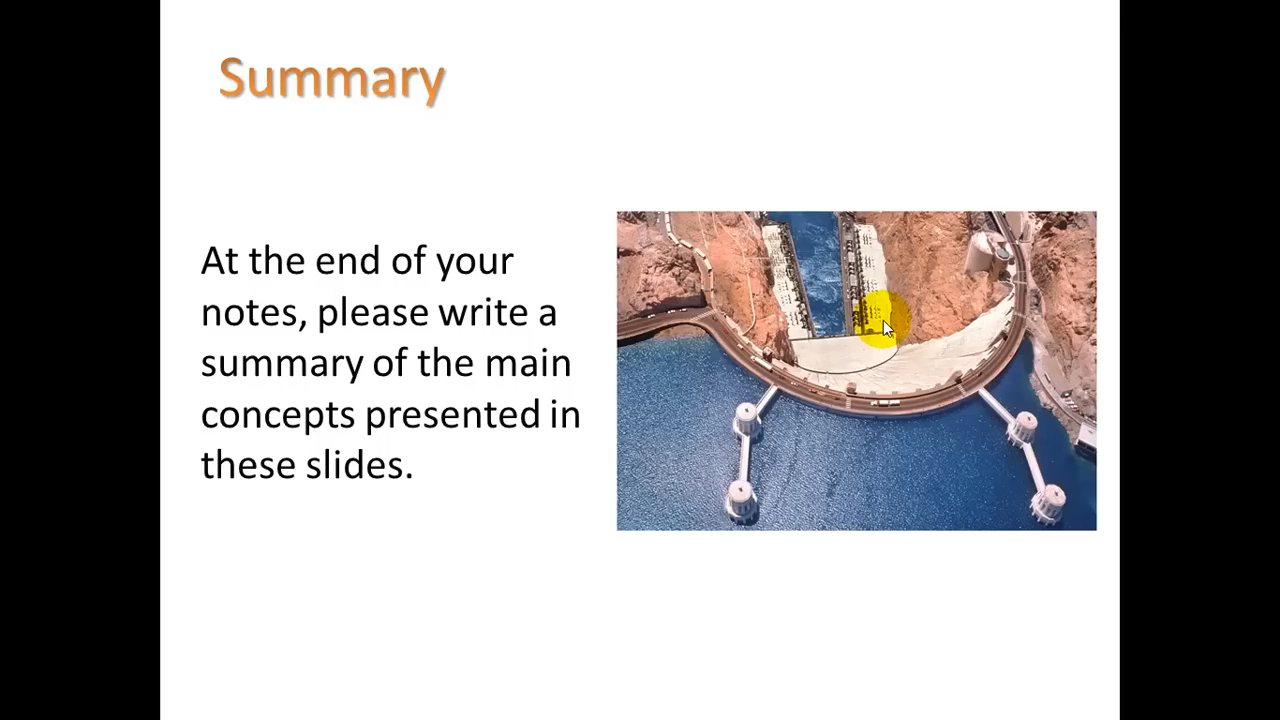 Summary
At the end of your
notes, please write a
summary of the main
concepts presented in
these slides.